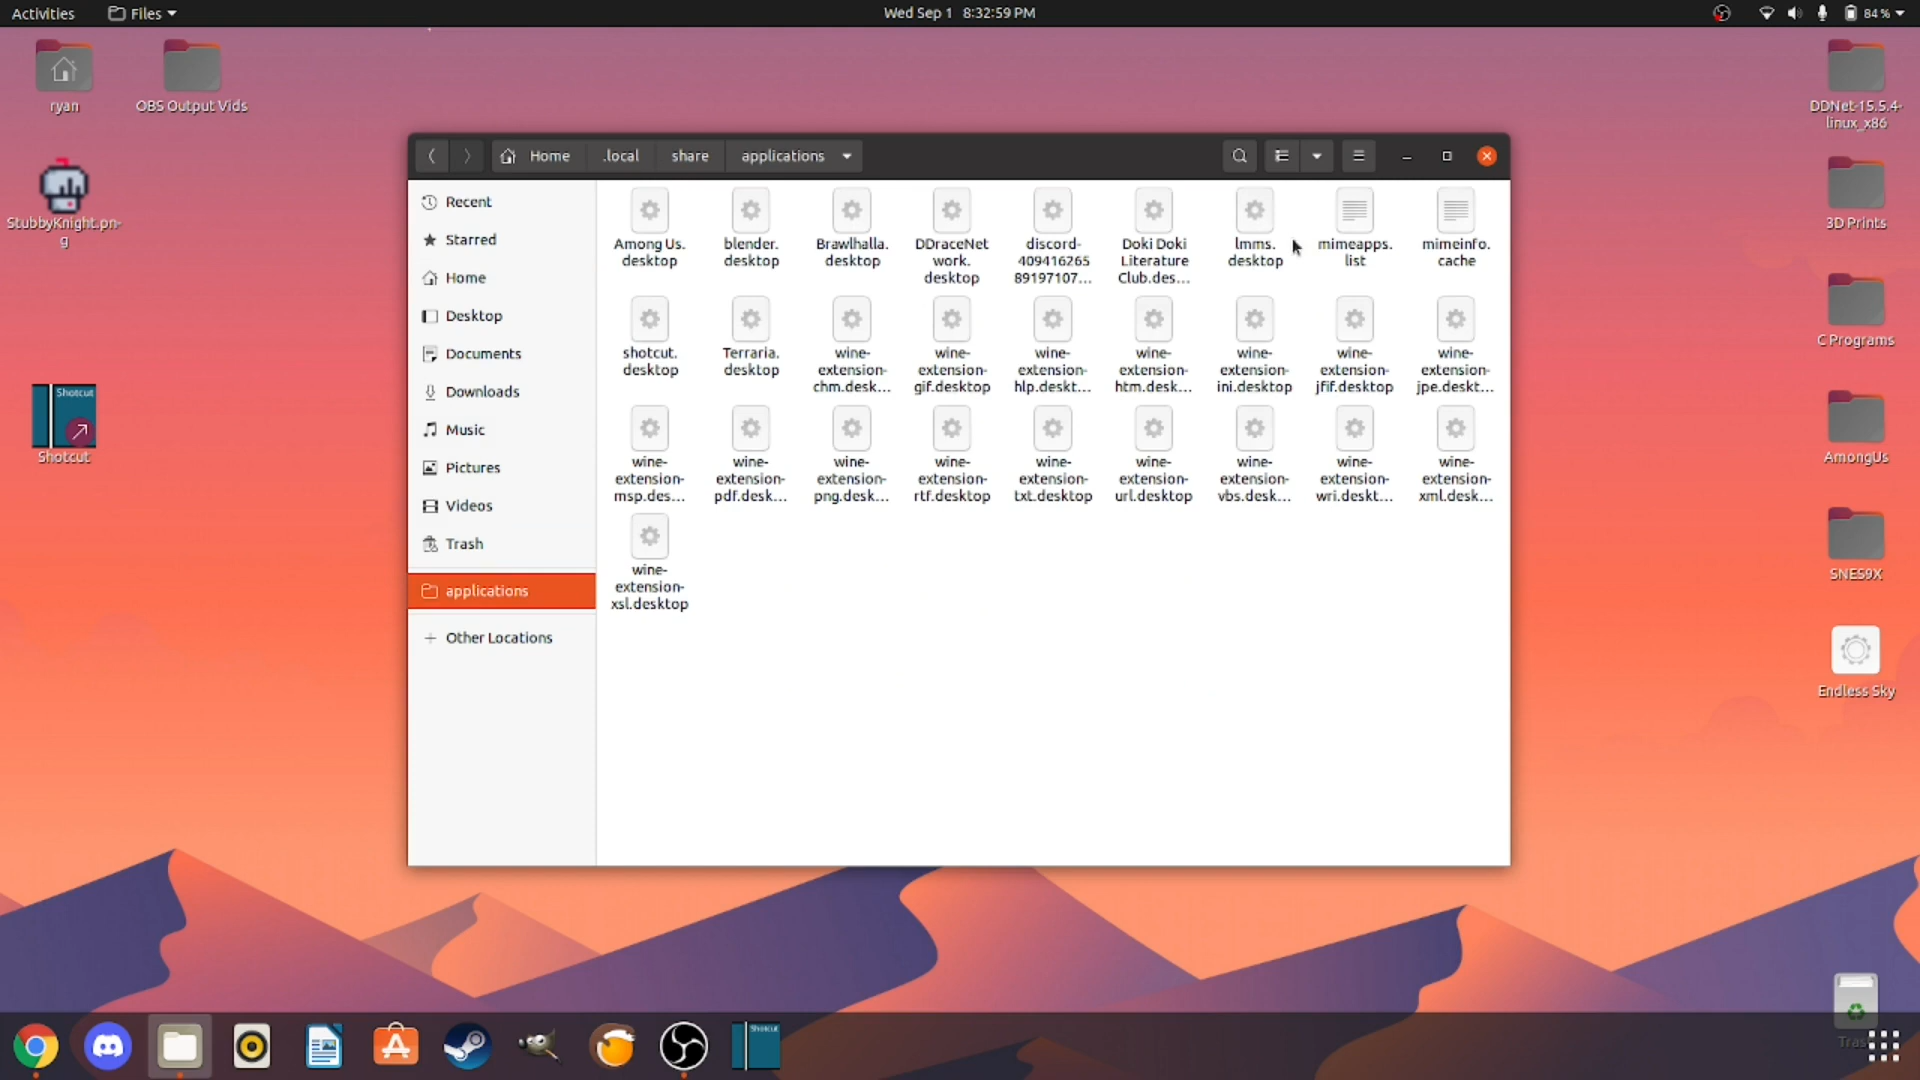 Activities
Files
Wed Sep 1 8:32:59 PM
84 %
ryan
OBS Output Vids
StubbyKnight.pn-
g
Shotcut
Shotcut
Home
.local
share
applications
Recent
Starred
Home
Desktop
Documents
Downloads
Music
Pictures
Videos
Trash
applications
Other Locations
Among Us.
desktop
blender.
desktop
Brawlhalla.
desktop
DDraceNet
work.
desktop
discord-
409416265
89197107...
Doki Doki
Literature
Club.des...
lmms.
desktop
mimeapps.
list
mimeinfo.
cache
shotcut.
desktop
Terraria.
desktop
wine-
extension-
chm.desk...
wine-
extension-
gif.desktop
wine-
extension-
hlp.deskt...
wine-
extension-
htm.desk...
wine-
extension-
ini.desktop
wine-
extension-
jfif.desktop
wine-
extension-
jpe.deskt...
wine-
extension-
msp.des...
wine-
extension-
pdf.desk...
wine-
extension-
png.desk...
wine-
extension-
rtf.desktop
wine-
extension-
txt.desktop
wine-
extension-
url.desktop
wine-
extension-
vbs.desk...
wine-
extension-
wri.deskt...
wine-
extension-
xml.desk...
wine-
extension-
xsl.desktop
DDNet-15.5.4-
linux_x86
3D Prints
C Programs
AmongUs
SNES9X
Endless Sky
Tras
Shotcut